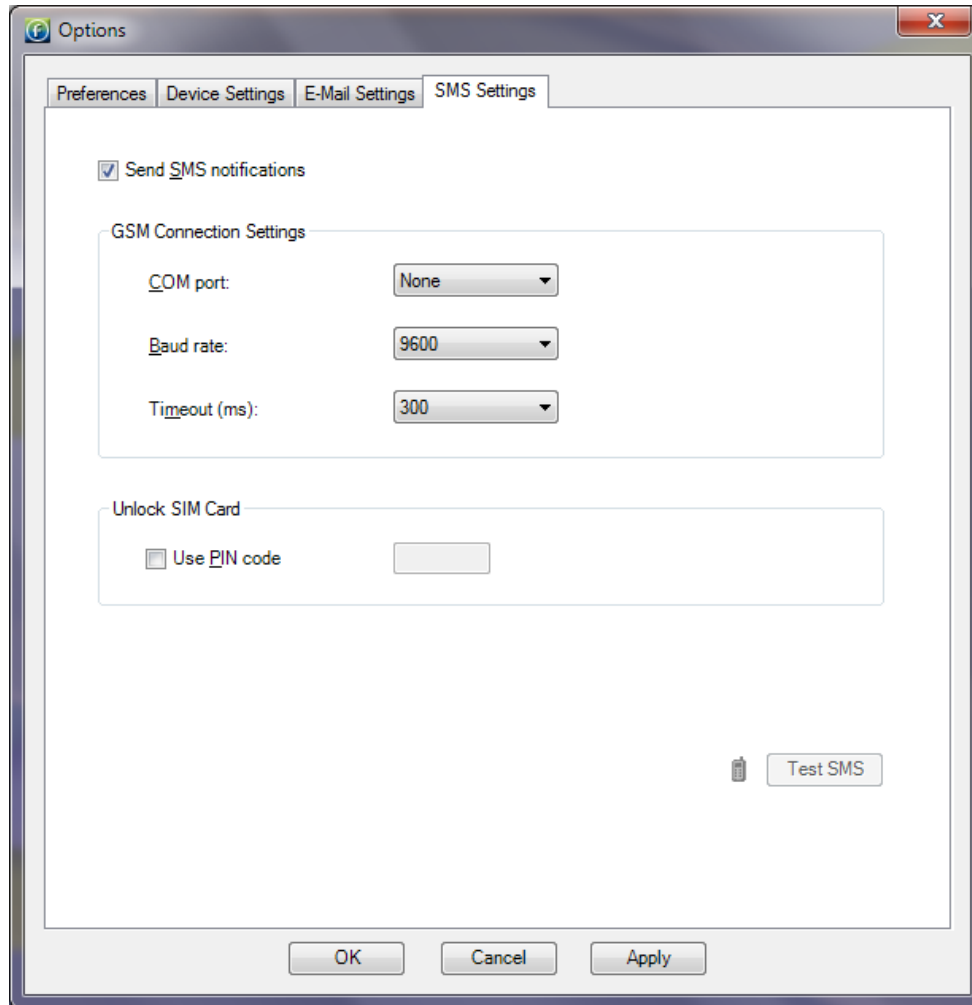 Options
Preferences Device Settings E-Mail Settings SMS Settings
Send SMS notifications
GSM Connection Settings
COM port: None
Baud rate: 9600
Timeout (ms): 300
Unlock SIM Card
Use PIN code
Test SMS
OK Cancel Apply